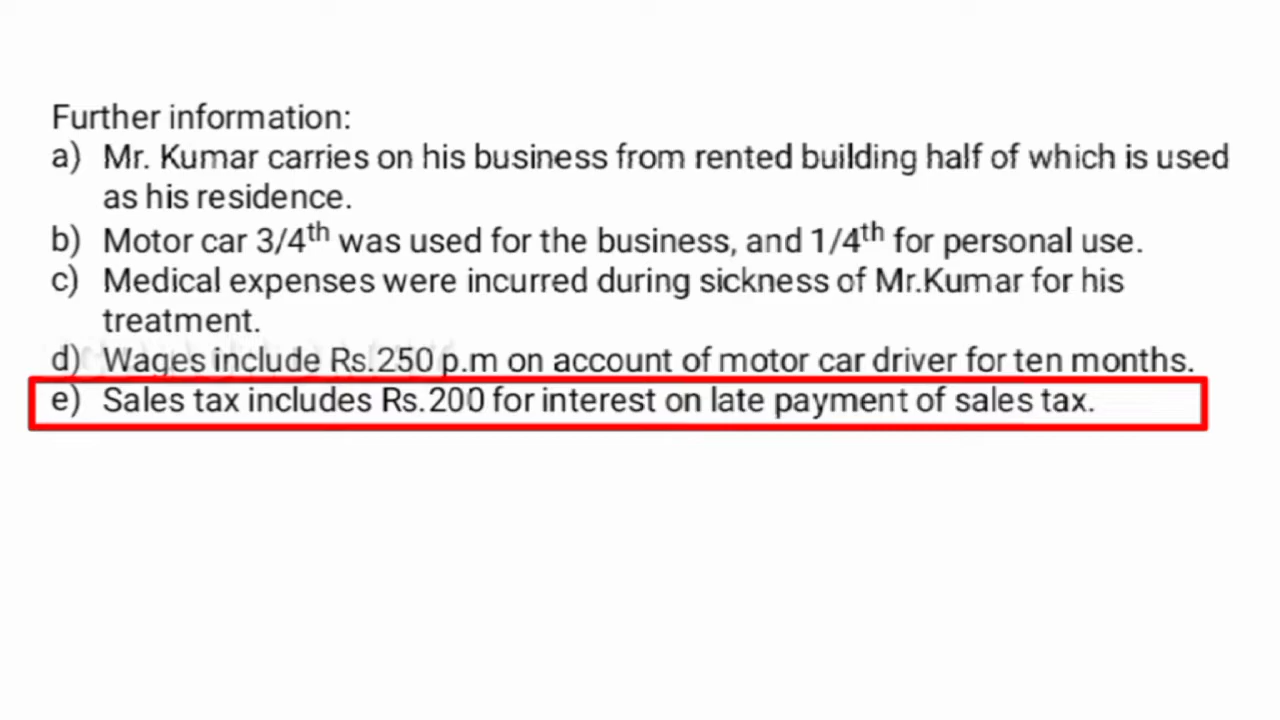 Further information:
a) Mr. Kumar carries on his business from rented building half of which is used
as his residence.
b) Motor car 3/4th was used for the business, and 1/4th for personal use.
c) Medical expenses were incurred during sickness of Mr.Kumar for his
treatment.
d) Wages include Rs.250 p.m on account of motor car driver for ten months.
e) Sales tax includes Rs.200 for interest on late payment of sales tax.